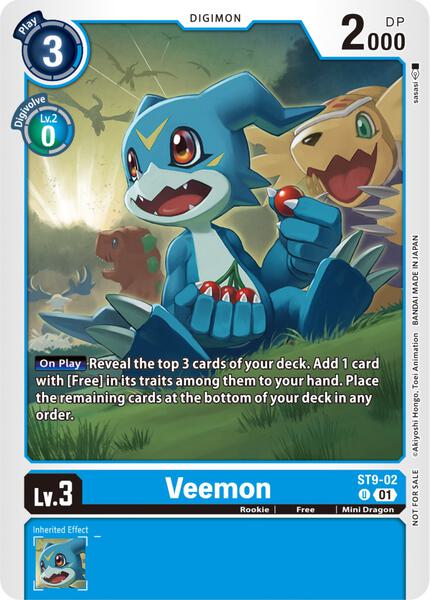 DIGIMON
Play
3
2000
DP
Digivolve
Lv.2
0
sasasi
On Play Reveal the top 3 cards of your deck. Add 1 card
with [Free] in its traits among them to your hand. Place
the remaining cards at the bottom of your deck in any
order.
©Akiyoshi Hongo, Toei Animation BANDAI MADE IN JAPAN
NOT FOR SALE
Lv.3
Veemon
ST9-02
U 01
Rookie | Free | Mini Dragon
Inherited Effect
–